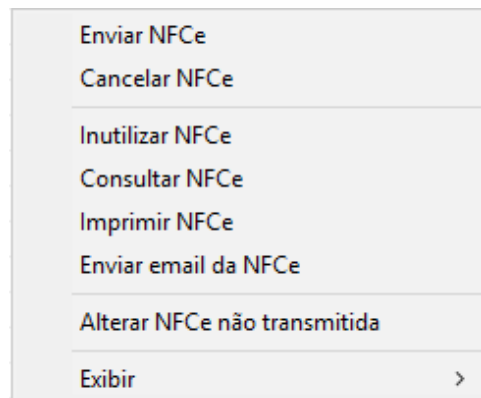 Enviar NFCe
Cancelar NFCe
Inutilizar NFCe
Consultar NFCe
Imprimir NFCe
Enviar email da NFCe
Alterar NFCe não transmitida
Exibir